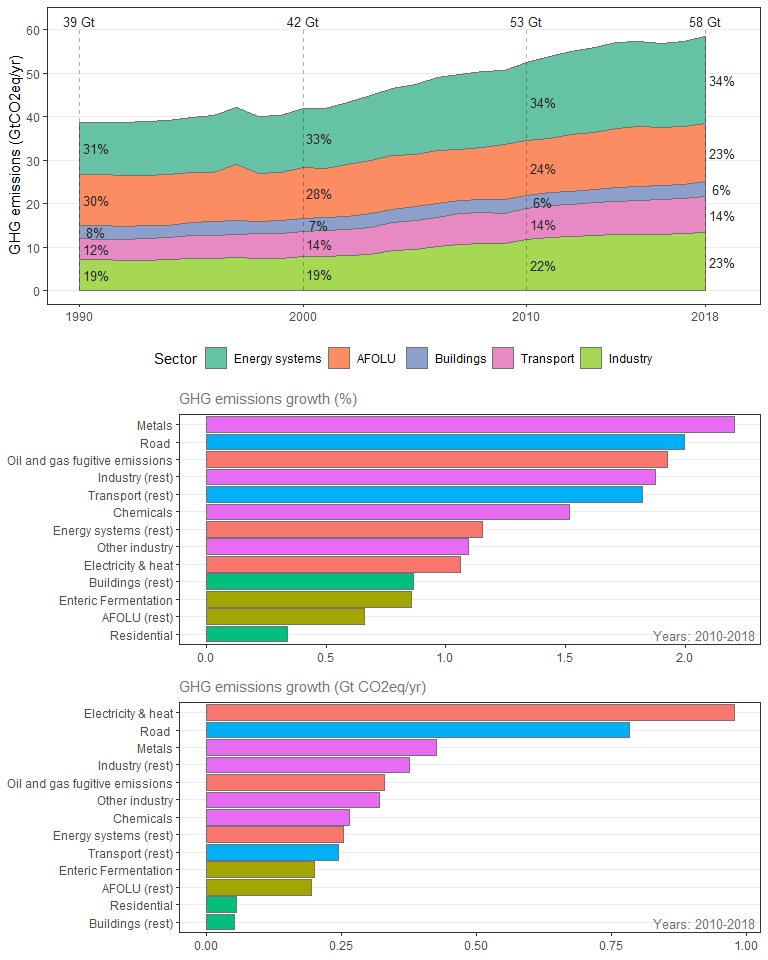 39 Gt 42 Gt 53 Gt 58 Gt
GHG emissions (GtCO2eq/yr)
60
50
40
30
20
10
0
31% 33% 34% 34%
30% 28% 24% 23%
8% 7% 6% 6%
12% 14% 14% 14%
19% 19% 22% 23%
1990 2000 2010 2018
Sector Energy systems AFOLU Buildings Transport Industry
GHG emissions growth (%)
Metals
Road
Oil and gas fugitive emissions
Industry (rest)
Transport (rest)
Chemicals
Energy systems (rest)
Other industry
Electricity & heat
Buildings (rest)
Enteric Fermentation
AFOLU (rest)
Residential
Years: 2010-2018
0.0 0.5 1.0 1.5 2.0
GHG emissions growth (Gt CO2eq/yr)
Electricity & heat
Road
Metals
Industry (rest)
Oil and gas fugitive emissions
Other industry
Chemicals
Energy systems (rest)
Transport (rest)
Enteric Fermentation
AFOLU (rest)
Residential
Buildings (rest)
Years: 2010-2018
0.00 0.25 0.50 0.75 1.00